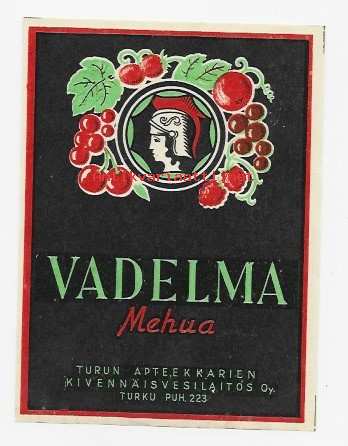 VADELMA
Mehua
TURUN APTEEKKARIEN
KIVENNÄISVESILAITOS Oy.
TURKU PUH. 223